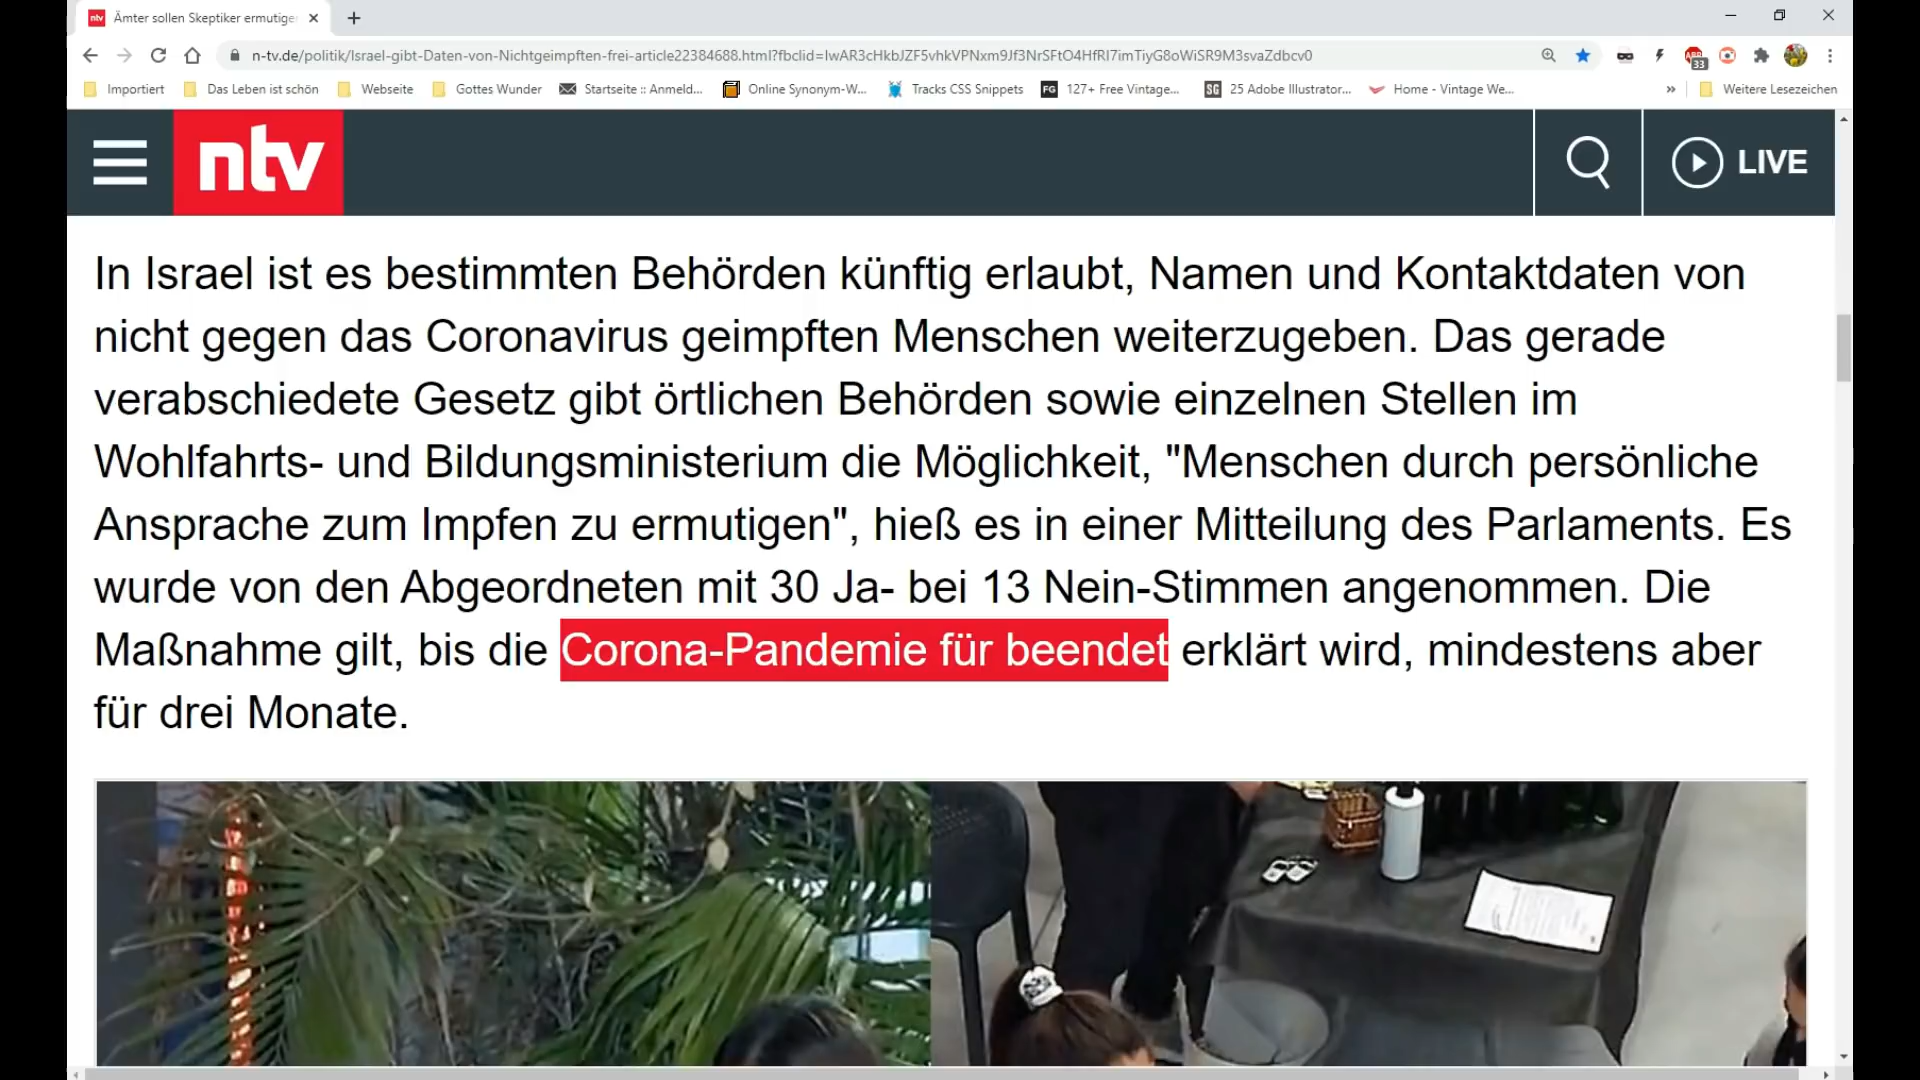 Ämter sollen Skeptiker ermutige
n-tv.de/politik/Israel-gibt-Daten-von-Nichtgeimpften-frei-article22384688.html?fbclid=IwAR3cHkbJZF5vhkVPNxm9Jf3NrSFtO4HfRl7imTiyG8oWiSR9M3svaZdbcv0
33
Importiert Das Leben ist schön Webseite Gottes Wunder Startseite :: Anmeld... Online Synonym-W... Tracks CSS Snippets FG 127+ Free Vintage... SG 25 Adobe Illustrator... Home - Vintage We... » Weitere Lesezeichen
ntv LIVE
In Israel ist es bestimmten Behörden künftig erlaubt, Namen und Kontaktdaten von
nicht gegen das Coronavirus geimpften Menschen weiterzugeben. Das gerade
verabschiedete Gesetz gibt örtlichen Behörden sowie einzelnen Stellen im
Wohlfahrts- und Bildungsministerium die Möglichkeit, "Menschen durch persönliche
Ansprache zum Impfen zu ermutigen", hieß es in einer Mitteilung des Parlaments. Es
wurde von den Abgeordneten mit 30 Ja- bei 13 Nein-Stimmen angenommen. Die
Maßnahme gilt, bis die Corona-Pandemie für beendet erklärt wird, mindestens aber
für drei Monate.